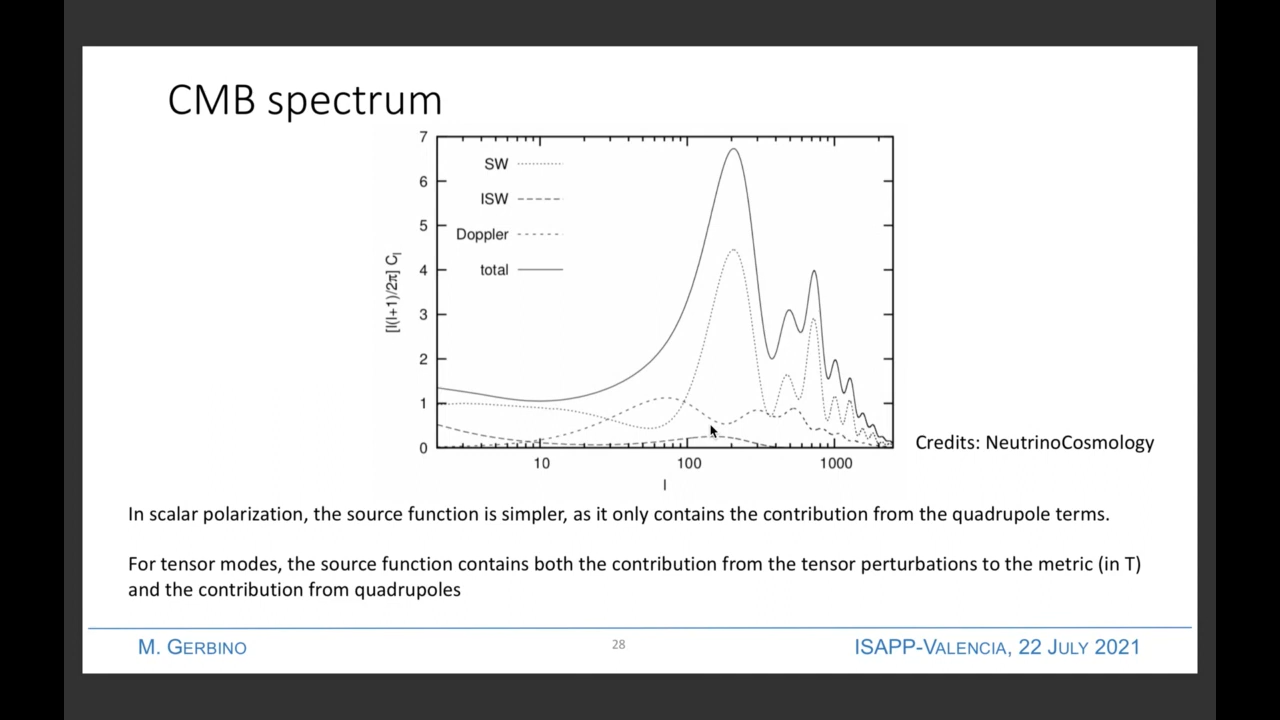 CMB spectrum
7
6
5
4
3
2
1
0
[l(l+1)/2π] Cl
SW
ISW
Doppler
total
10
100
1000
l
Credits: NeutrinoCosmology
In scalar polarization, the source function is simpler, as it only contains the contribution from the quadrupole terms.
For tensor modes, the source function contains both the contribution from the tensor perturbations to the metric (in T)
and the contribution from quadrupoles
M. GERBINO
28
ISAPP-VALENCIA, 22 JULY 2021